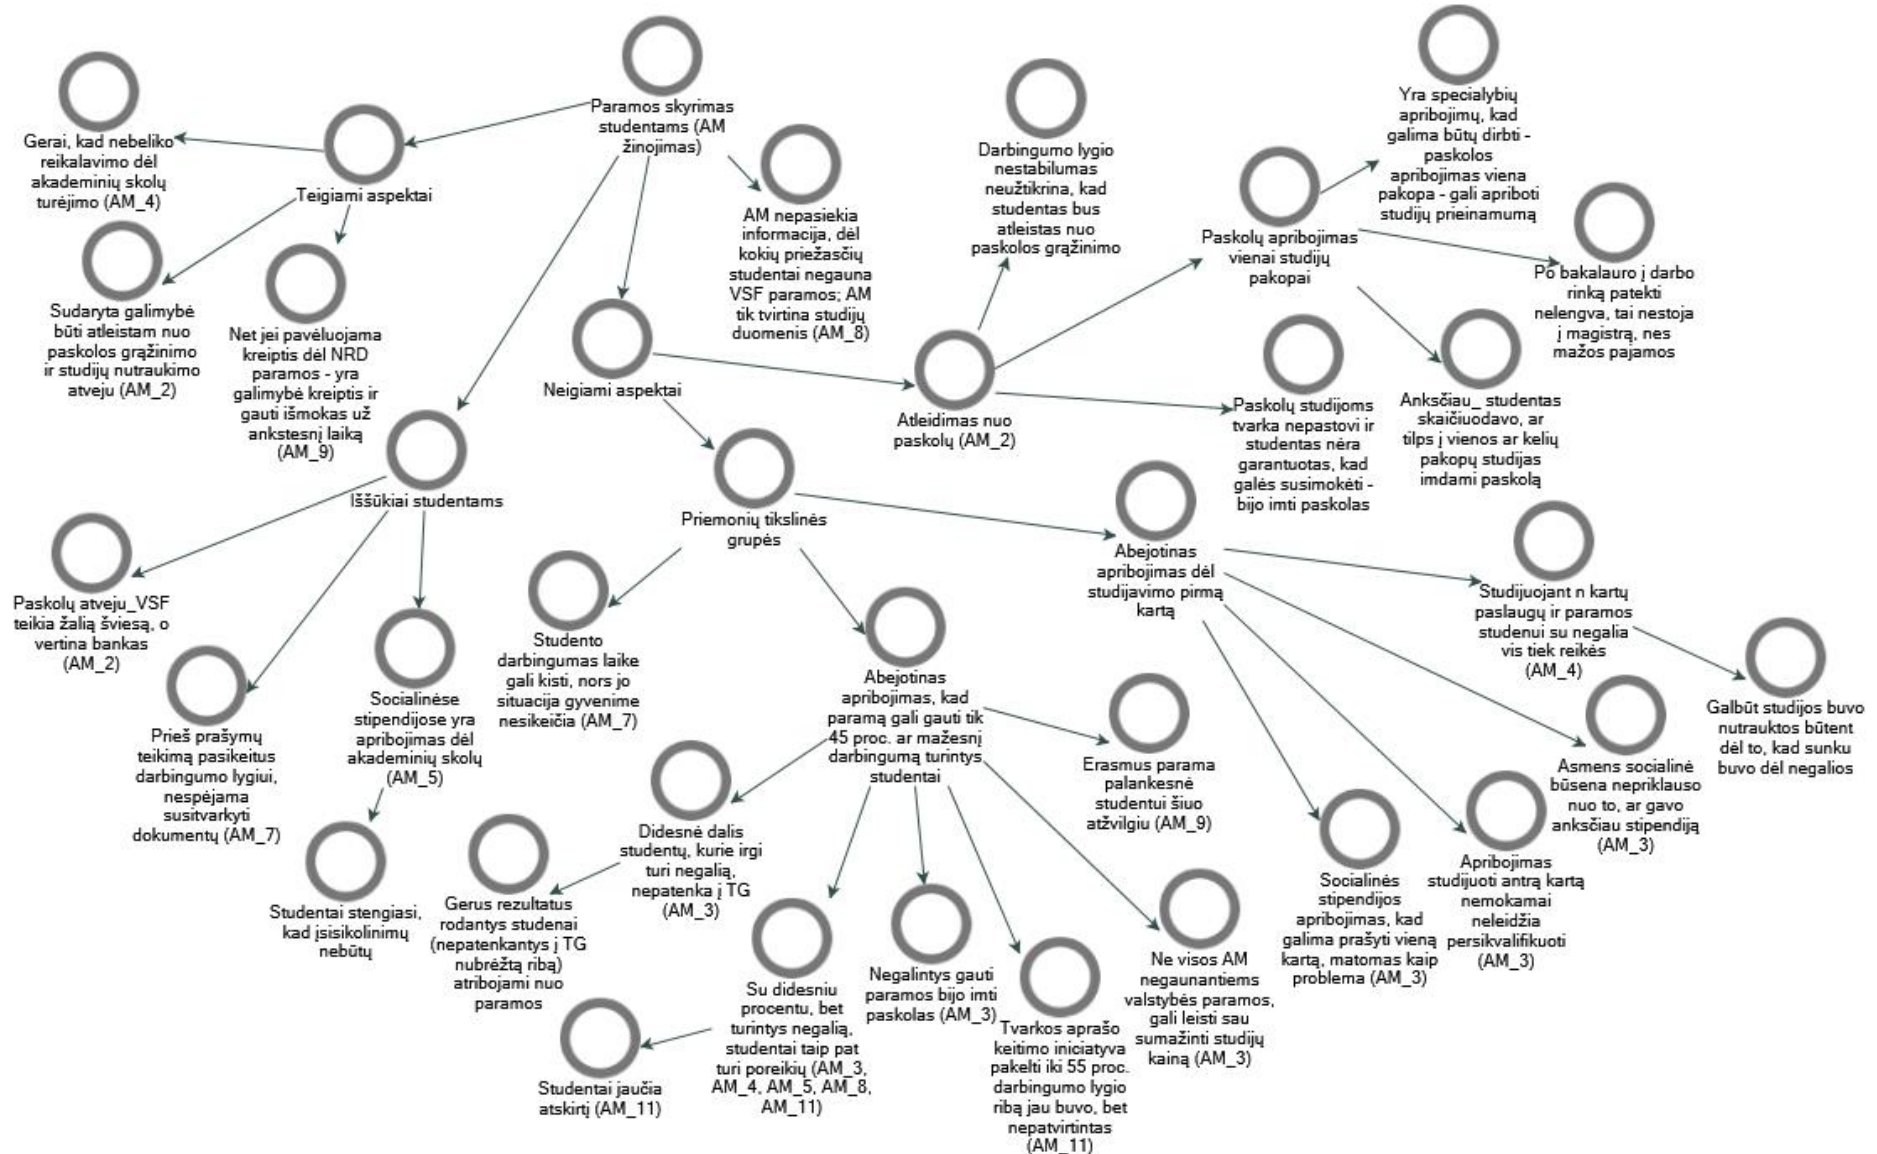 Paramos skyrimas
studentams (AM
žinojimas)
Teigiami aspektai
Gerai, kad nebeliko
reikalavimo dėl
akademinių skolų
turėjimo (AM_4)
Sudaryta galimybė
būti atleistam nuo
paskolos grąžinimo
ir studijų nutraukimo
atveju (AM_2)
Net jei pavėluojama
kreiptis dėl NRD
paramos - yra
galimybė kreiptis ir
gauti išmokas už
ankstesnį laiką
(AM_9)
AM nepasiekia
informacija, dėl
kokių priežasčių
studentai negauna
VSF paramos; AM
tik tvirtina studijų
duomenis (AM_8)
Neigiami aspektai
Atleidimas nuo
paskolų (AM_2)
Darbingumo lygio
nestabilumas
neužtikrina, kad
studentas bus
atleistas nuo
paskolos grąžinimo
Paskolų apribojimas
vienai studijų
pakopai
Yra specialybių
apribojimų, kad
galima būtų dirbti -
paskolos
apribojimas viena
pakopa - gali apriboti
studijų prieinamumą
Po bakalauro į darbo
rinką patekti
nelengva, tai nestoja
į magistrą, nes
mažos pajamos
Anksčiau_ studentas
skaičiuodavo, ar
tilps į vienos ar kelių
pakopų studijas
imdami paskolą
Paskolų studijoms
tvarka nepastovi ir
studentas nėra
garantuotas, kad
galės susimokėti -
bijo imti paskolas
Iššūkiai studentams
Paskolų atveju_VSF
teikia žalią šviesą, o
vertina bankas
(AM_2)
Prieš prašymų
teikimą pasikeitus
darbingumo lygiui,
nespėjama
susitvarkyti
dokumentų (AM_7)
Socialinėse
stipendijose yra
apribojimas dėl
akademinių skolų
(AM_5)
Studentai stengiasi,
kad įsisikolinimų
nebūtų
Priemonių tikslinės
grupės
Studento
darbingumas laike
gali kisti, nors jo
situacija gyvenime
nesikeičia (AM_7)
Abejotinas
apribojimas, kad
paramą gali gauti tik
45 proc. ar mažesnį
darbingumą turintys
studentai
Didesnė dalis
studentų, kurie irgi
turi negalią,
nepatenka į TG
(AM_3)
Gerus rezultatus
rodantys studenai
(nepatenkantys į TG
nubrėžtą ribą)
atribojami nuo
paramos
Su didesniu
procentu, bet
turintys negalią,
studentai taip pat
turi poreikių (AM_3,
AM_4, AM_5, AM_8,
AM_11)
Studentai jaučia
atskirtį (AM_11)
Negalintys gauti
paramos bijo imti
paskolas (AM_3)
Tvarkos aprašo
keitimo iniciatyva
pakelti iki 55 proc.
darbingumo lygio
ribą jau buvo, bet
nepatvirtintas
(AM_11)
Ne visos AM
negaunantiems
valstybės paramos,
gali leisti sau
sumažinti studijų
kainą (AM_3)
Erasmus parama
palankesnė
studentui šiuo
atžvilgiu (AM_9)
Abejotinas
apribojimas dėl
studijavimo pirmą
kartą
Studijuojant n kartų
paslaugų ir paramos
studenui su negalia
vis tiek reikės
(AM_4)
Galbūt studijos buvo
nutrauktos būtent
dėl to, kad sunku
buvo dėl negalios
Asmens socialinė
būsena nepriklauso
nuo to, ar gavo
anksčiau stipendiją
(AM_3)
Apribojimas
studijuoti antrą kartą
nemokamai
neleidžia
persikvalifikuoti
(AM_3)
Socialinės
stipendijos
apribojimas, kad
galima prašyti vieną
kartą, matomas kaip
problema (AM_3)